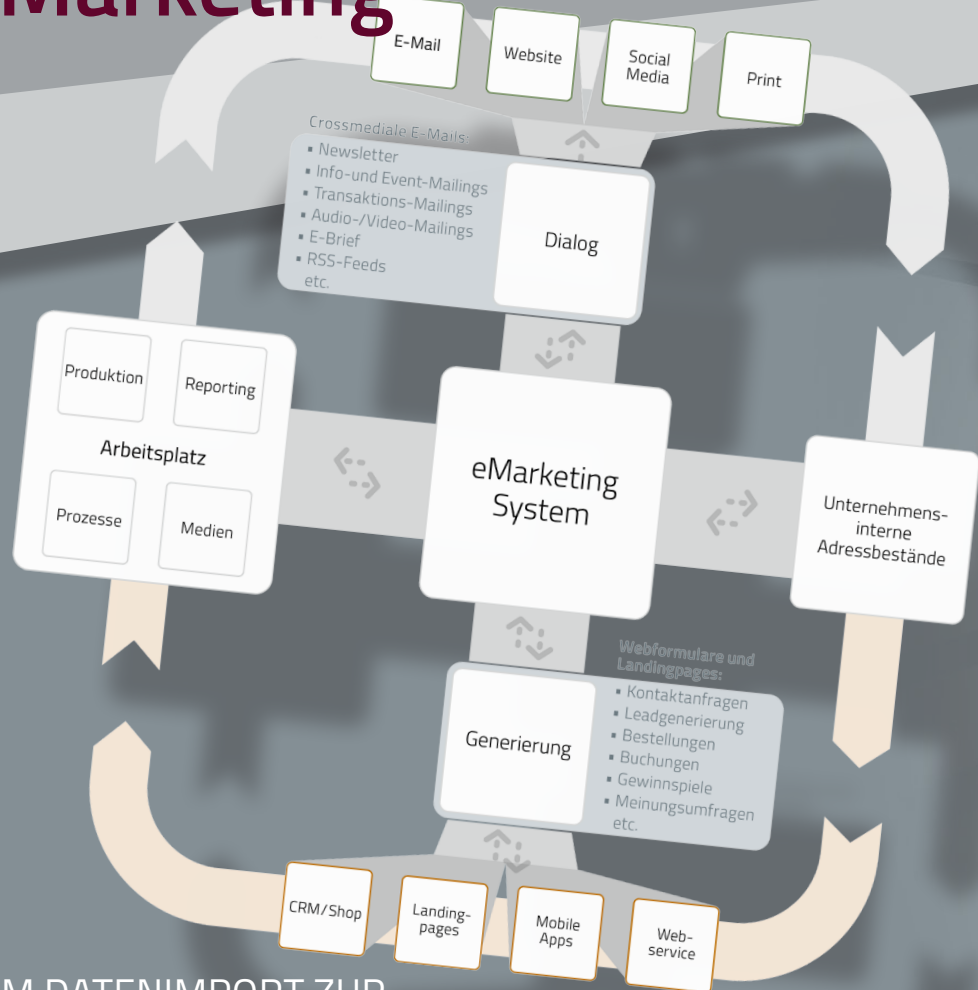 Marketing
E-Mail
Website
Social
Media
Print
Crossmediale E-Mails:
▪ Newsletter
▪ Info-und Event-Mailings
▪ Transaktions-Mailings
▪ Audio-/Video-Mailings
▪ E-Brief
▪ RSS-Feeds
etc.
Dialog
Produktion
Reporting
Arbeitsplatz
Prozesse
Medien
eMarketing
System
Unternehmens-
interne
Adressbestände
Generierung
Webformulare und
Landingpages:
▪ Kontaktanfragen
▪ Leadgenerierung
▪ Bestellungen
▪ Buchungen
▪ Gewinnspiele
▪ Meinungsumfragen
etc.
CRM/Shop
Landing-
pages
Mobile
Apps
Web-
service
M DATENIMPORT ZUR